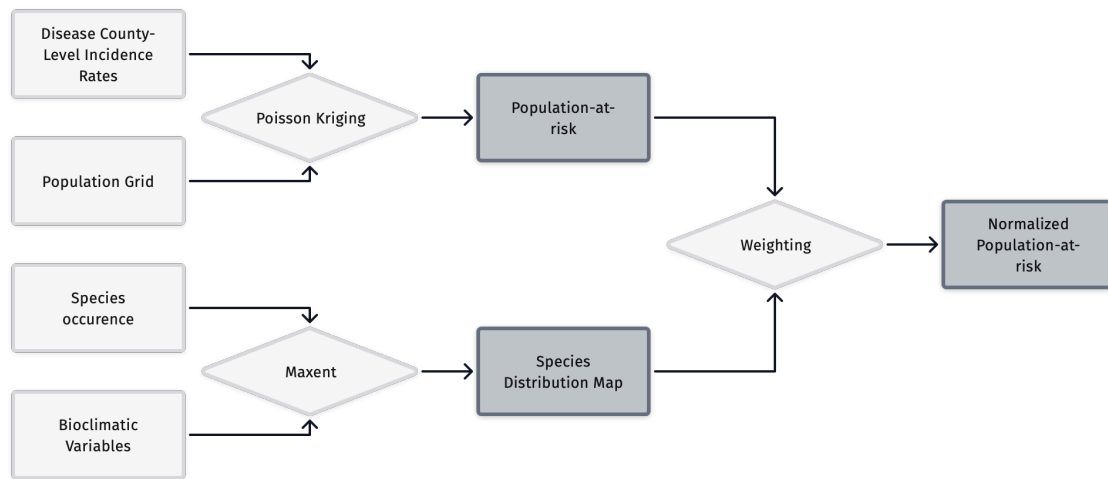 Disease County-
Level Incidence
Rates
Poisson Kriging
Population-at-
risk
Population Grid
Weighting
Normalized
Population-at-
risk
Species
occurence
Maxent
Species
Distribution Map
Bioclimatic
Variables